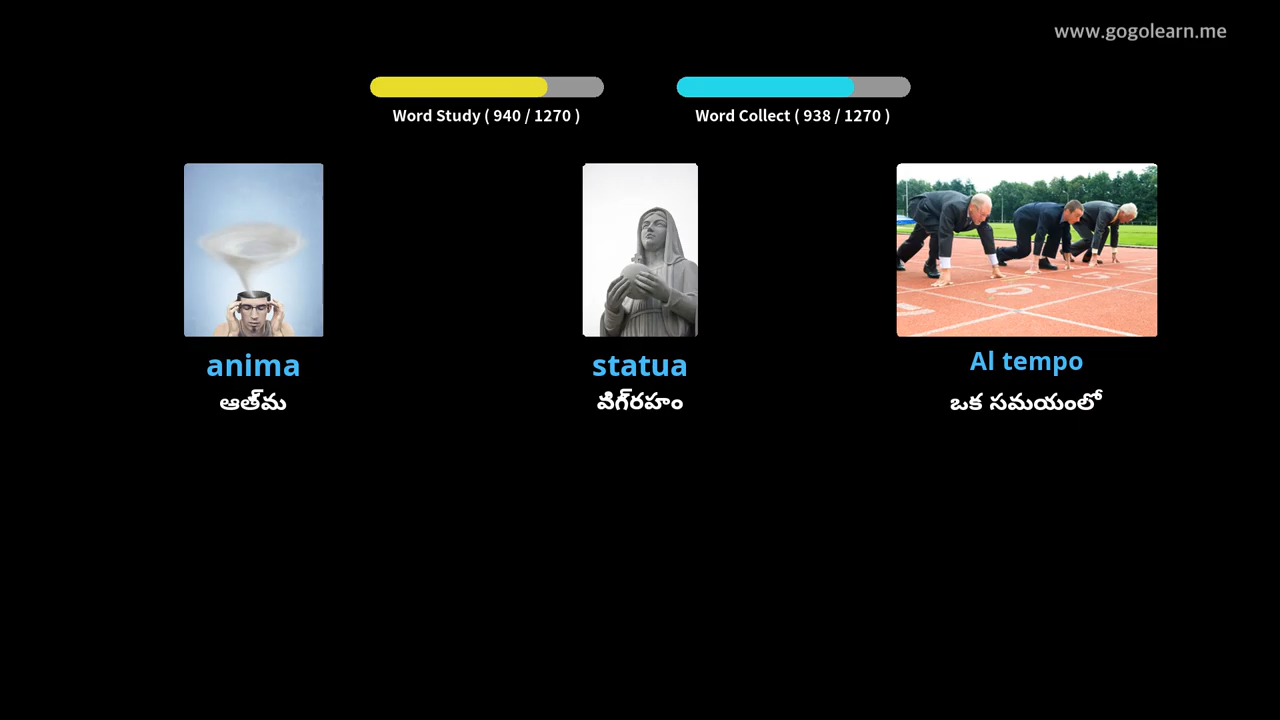 www.gogolearn.me
Word Study ( 940 / 1270 )
Word Collect ( 938 / 1270 )
anima
statua
Al tempo
ఆత్మ
విగ్రహం
ఒక సమయంలో